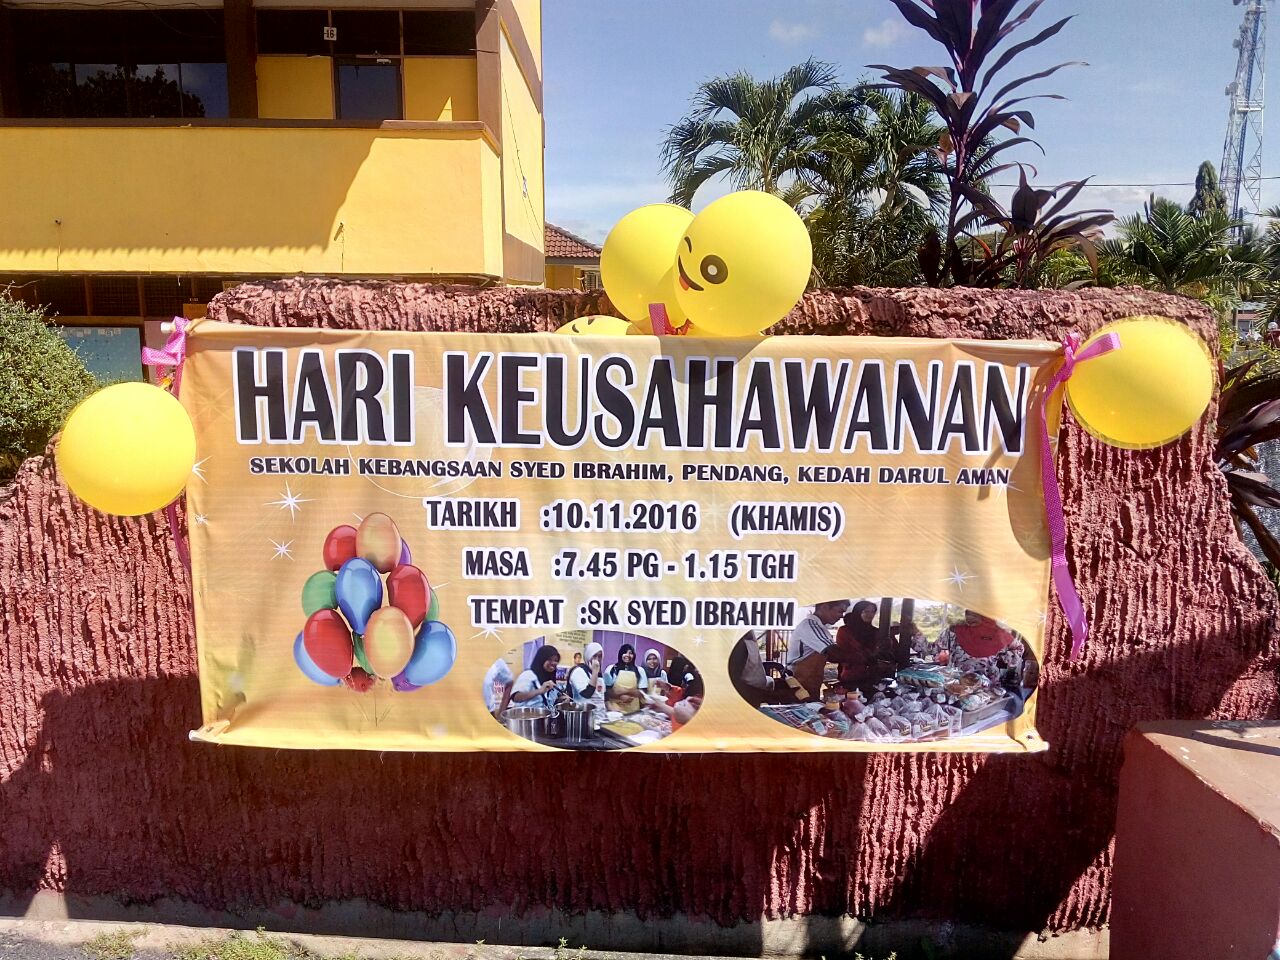 16
HARI KEUSAHAWANAN
SEKOLAH KEBANGSAAN SYED IBRAHIM, PENDANG, KEDAH DARUL AMAN
TARIKH :10.11.2016 (KHAMIS)
MASA :7.45 PG - 1.15 TGH
TEMPAT :SK SYED IBRAHIM